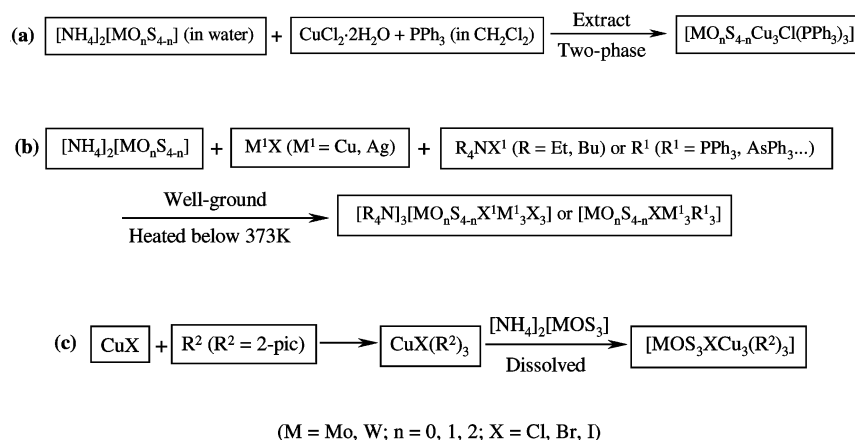 (a) [NH₄]₂[MOₙS₄₋ₙ] (in water) + CuCl₂·2H₂O + PPh₃ (in CH₂Cl₂) Extract Two-phase [MOₙS₄₋ₙCu₃Cl(PPh₃)₃]
(b) [NH₄]₂[MOₙS₄₋ₙ] + M¹X (M¹ = Cu, Ag) + R₄NX¹ (R = Et, Bu) or R¹ (R¹ = PPh₃, AsPh₃...)
Well-ground
Heated below 373K
[R₄N]₃[MOₙS₄₋ₙX¹M¹₃X₃] or [MOₙS₄₋ₙXM¹₃R¹₃]
(c) CuX + R² (R² = 2-pic) CuX(R²)₃ [NH₄]₂[MOS₃] Dissolved [MOS₃XCu₃(R²)₃]
(M = Mo, W; n = 0, 1, 2; X = Cl, Br, I)